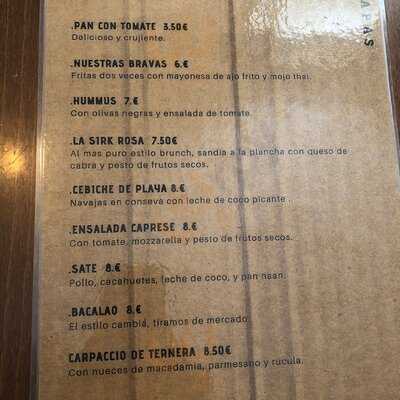 TAPAS
.PAN CON TOMATE 3.50€
Delicioso y crujiente.
.NUESTRAS BRAVAS 6.€
Fritas dos veces con mayonesa de ajo frito y mojo thai.
.HUMMUS 7.€
Con olivas negras y ensalada de tomate.
.LA SIRK ROSA 7.50€
Al mas puro estilo brunch, sandia a la plancha con queso de
cabra y pesto de frutos secos.
.CEBICHE DE PLAYA 8.€
Navajas en conseva con leche de coco picante .
.ENSALADA CAPRESE 8.€
Con tomate, mozzarella y pesto de frutos secos.
.SATE 8.€
Pollo, cacahuetes, leche de coco, y pan naan.
.BACALAO 8.€
El estilo cambia, tiramos de mercado.
CARPACCIO DE TERNERA 8.50€
Con nueces de macadamia, parmesano y rucula.